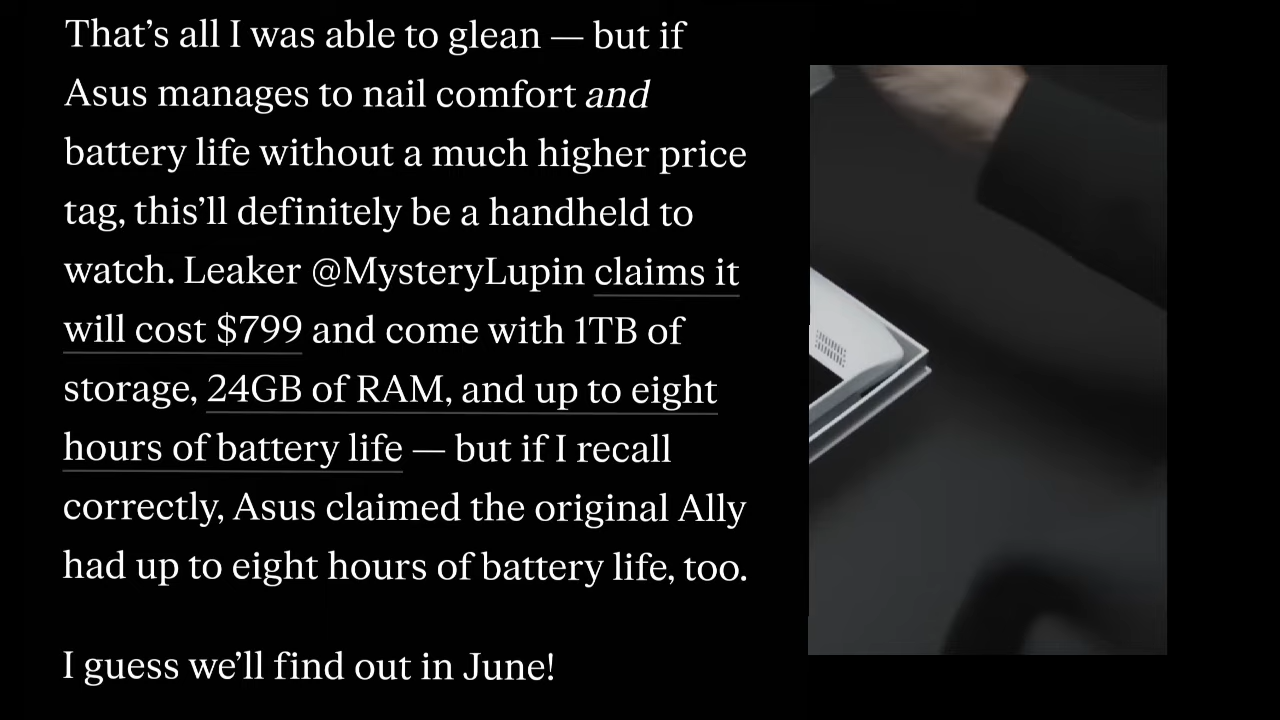 That’s all I was able to glean — but if
Asus manages to nail comfort and
battery life without a much higher price
tag, this’ll definitely be a handheld to
watch. Leaker @MysteryLupin claims it
will cost $799 and come with 1TB of
storage, 24GB of RAM, and up to eight
hours of battery life — but if I recall
correctly, Asus claimed the original Ally
had up to eight hours of battery life, too.
I guess we’ll find out in June!